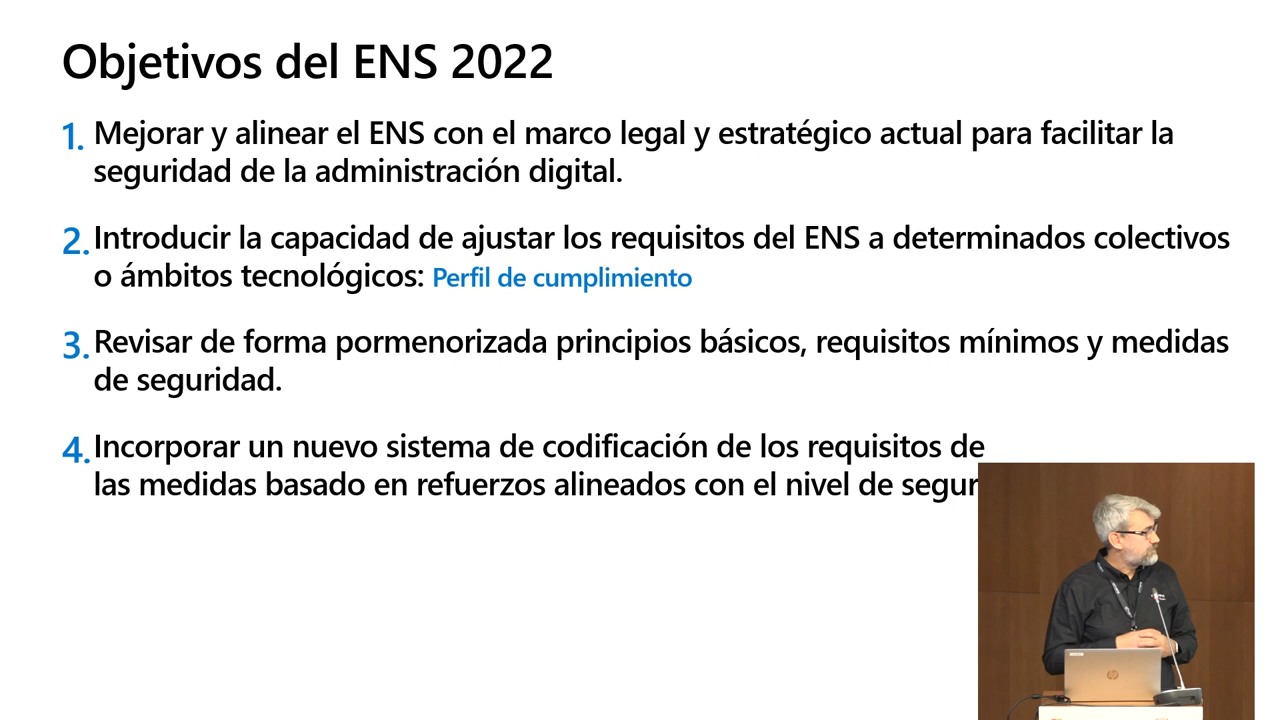 Objetivos del ENS 2022
1. Mejorar y alinear el ENS con el marco legal y estratégico actual para facilitar la
seguridad de la administración digital.
2. Introducir la capacidad de ajustar los requisitos del ENS a determinados colectivos
o ámbitos tecnológicos: Perfil de cumplimiento
3. Revisar de forma pormenorizada principios básicos, requisitos mínimos y medidas
de seguridad.
4. Incorporar un nuevo sistema de codificación de los requisitos de
las medidas basado en refuerzos alineados con el nivel de segur
hp